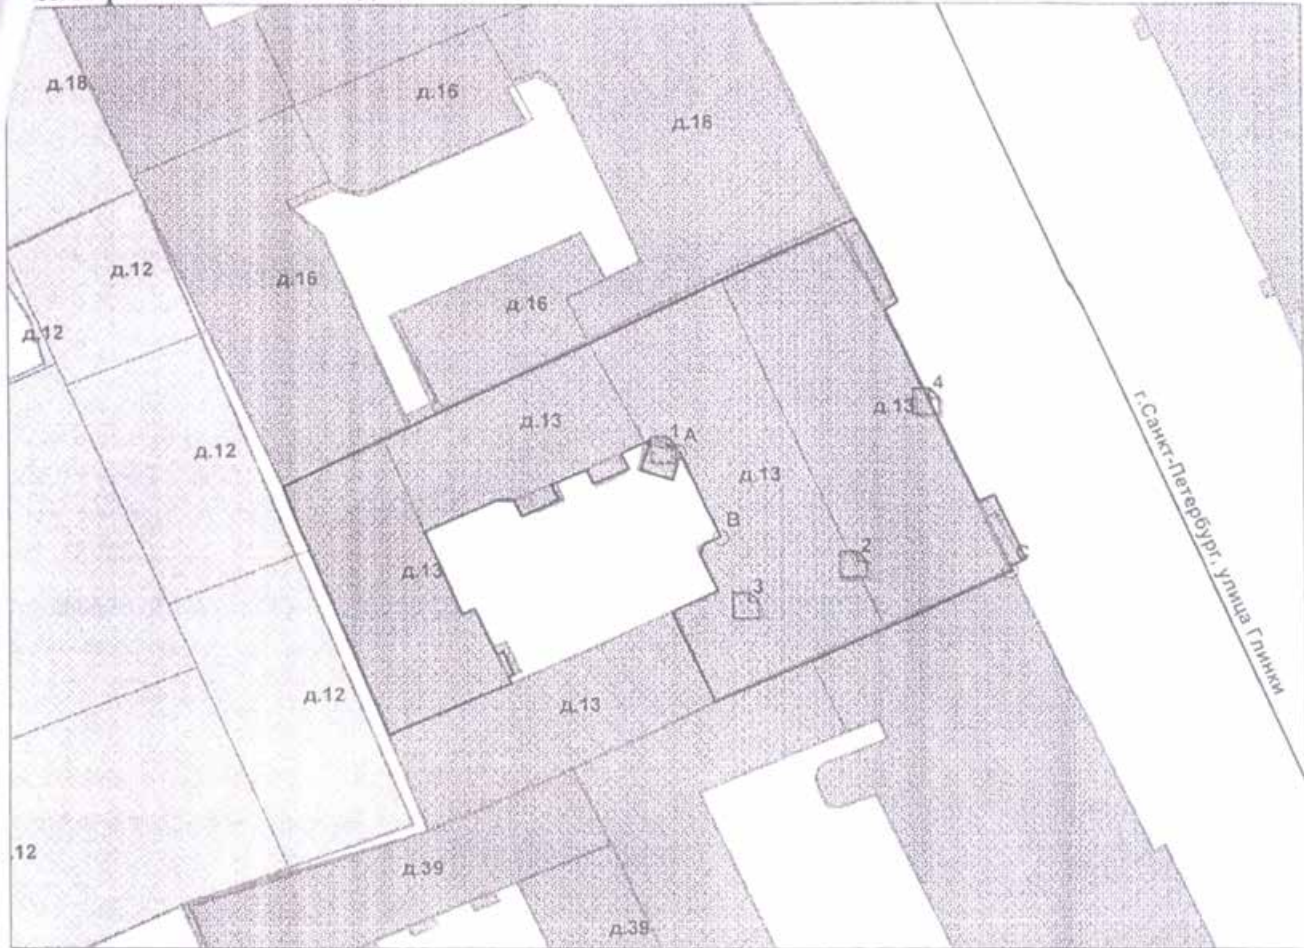 д.18
д.16
д.16
д.12
д.16
д.16
д.12
д.13
4
д.13
1 А
д.12
д.13
В
2
С
д.13
3
г.Санкт-Петербург, улица Глинки
д.12
д.13
.12
д.39
д.39